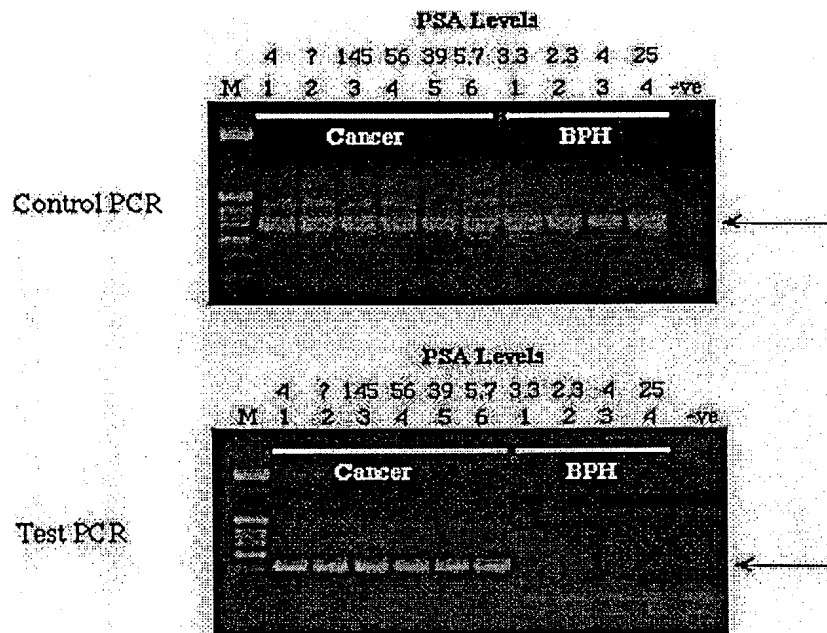 PSA Levels
4 ? 145 56 39 5.7 3.3 2.3 4 25
M 1 2 3 4 5 6 1 2 3 4 -ve
Cancer BPH
Control PCR
PSA Levels
4 ? 145 56 39 5.7 3.3 2.3 4 25
M 1 2 3 4 5 6 1 2 3 4 -ve
Cancer BPH
Test PCR